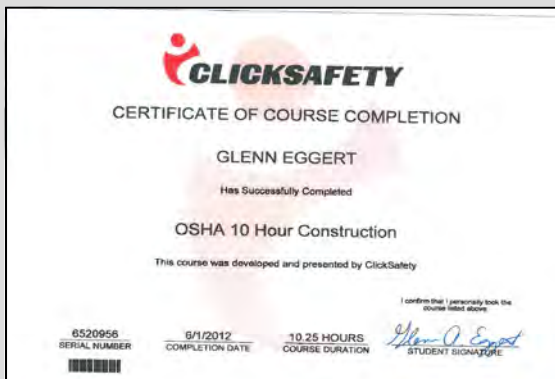 CLICKSAFETY
CERTIFICATE OF COURSE COMPLETION
GLENN EGGERT
Has Successfully Completed
OSHA 10 Hour Construction
This course was developed and presented by ClickSafety
I confirm that I personally took the
course listed above.
6520956 6/1/2012 10.25 HOURS Glenn A. Eggert
SERIAL NUMBER COMPLETION DATE COURSE DURATION STUDENT SIGNATURE